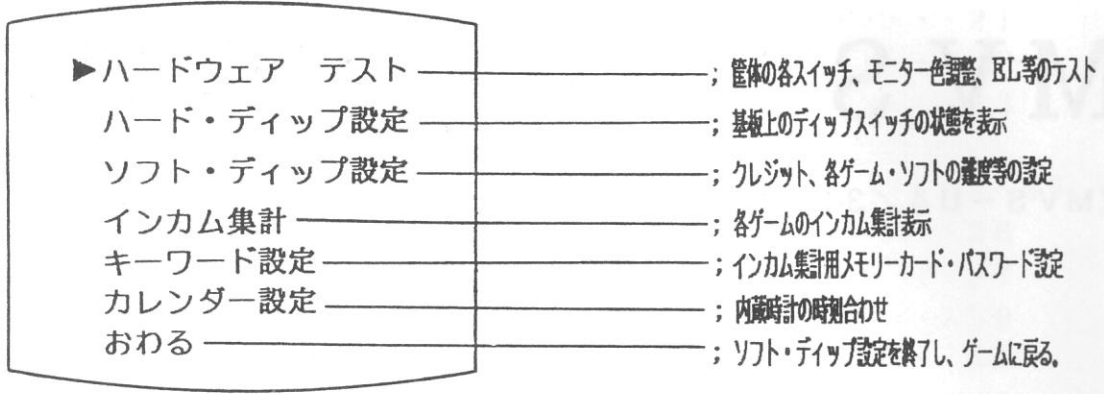 ▶ハードウェア テスト ; 筐体の各スイッチ、モニター色調整、EL等のテスト
ハード・ディップ設定 ; 基板上のディップスイッチの状態を表示
ソフト・ディップ設定 ; クレジット、各ゲーム・ソフトの難度等の設定
インカム集計 ; 各ゲームのインカム集計表示
キーワード設定 ; インカム集計用メモリーカード・パスワード設定
カレンダー設定 ; 内蔵時計の時刻合わせ
おわる ; ソフト・ディップ設定を終了し、ゲームに戻る。